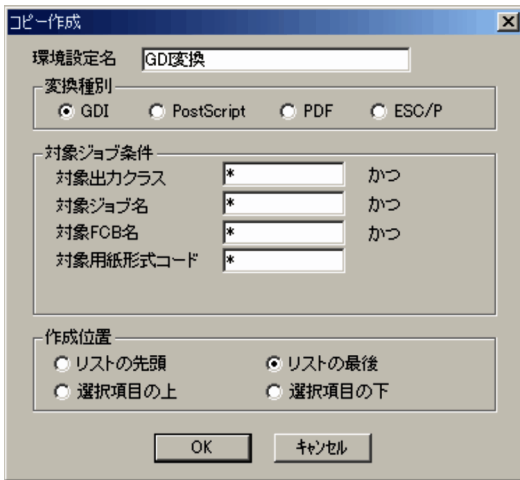 コピー作成
環境設定名 GDI変換
変換種別
GDI PostScript PDF ESC/P
対象ジョブ条件
対象出力クラス * かつ
対象ジョブ名 * かつ
対象FCB名 * かつ
対象用紙形式コード *
作成位置
リストの先頭 リストの最後
選択項目の上 選択項目の下
OK キャンセル